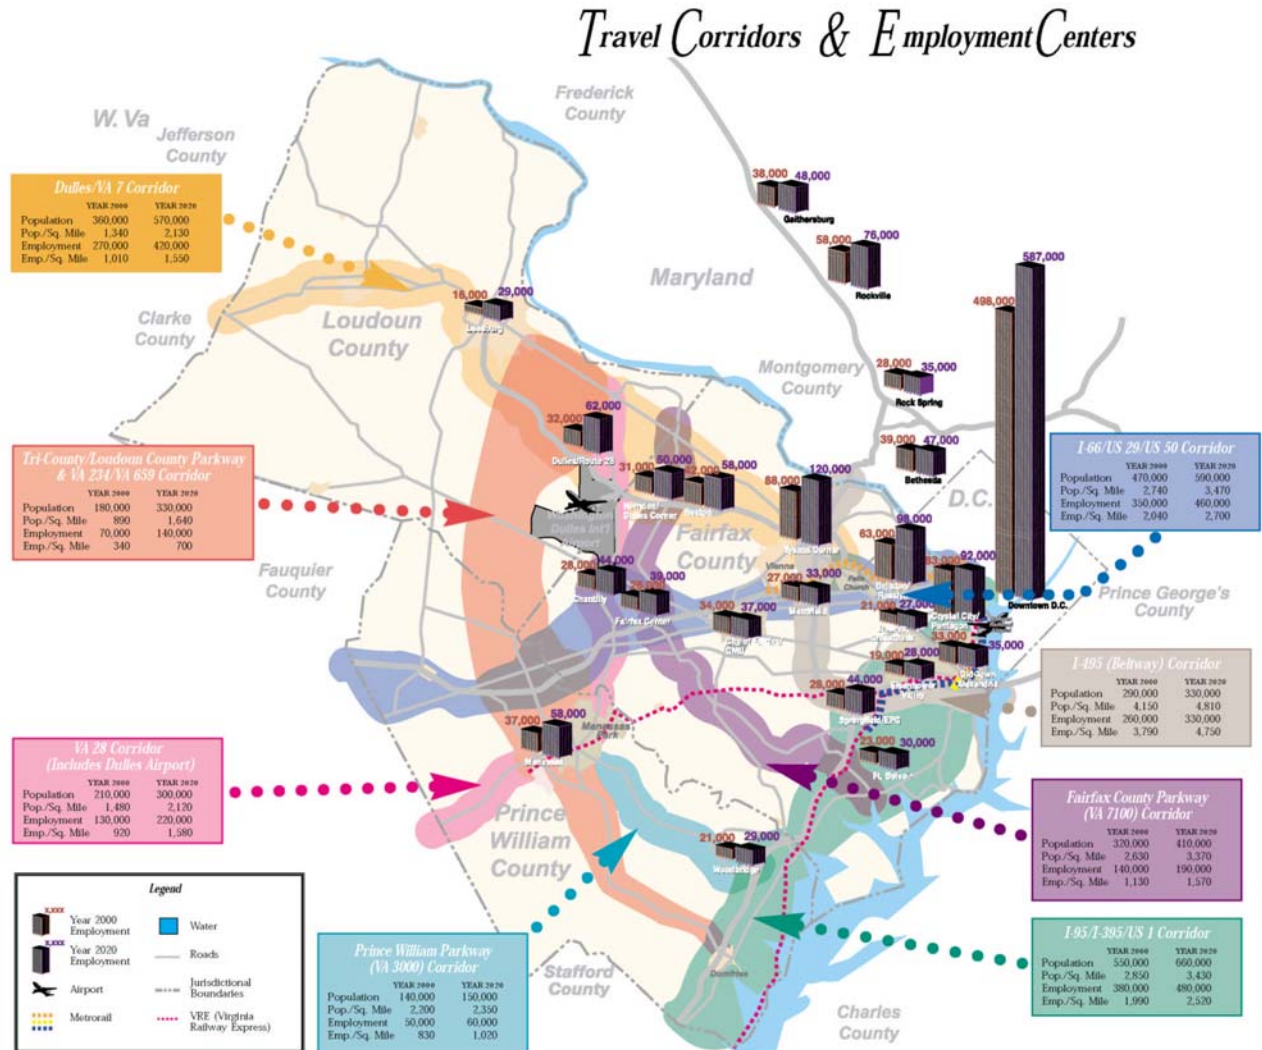 Travel Corridors & Employment Centers
Frederick
County
W. Va
Jefferson
County
38,000
48,000
Gaithersburg
Dulles/VA 7 Corridor
YEAR 2000 YEAR 2020
Population 360,000 570,000
Pop./Sq. Mile 1,340 2,130
Employment 270,000 420,000
Emp./Sq. Mile 1,010 1,550
58,000
76,000
Rockville
Maryland
587,000
498,000
16,000
29,000
Leesburg
Clarke
County
Loudoun
County
Montgomery
County
28,000
35,000
Rock Spring
32,000
62,000
Dulles/Route 28
39,000
47,000
Bethesda
D.C.
Tri-County/Loudoun County Parkway
& VA 234/VA 659 Corridor
YEAR 2000 YEAR 2020
Population 180,000 330,000
Pop./Sq. Mile 890 1,640
Employment 70,000 140,000
Emp./Sq. Mile 340 700
I-66/US 29/US 50 Corridor
YEAR 2000 YEAR 2020
Population 470,000 590,000
Pop./Sq. Mile 2,740 3,470
Employment 350,000 460,000
Emp./Sq. Mile 2,040 2,700
31,000
50,000
58,000
88,000
120,000
Fairfax
County
63,000
98,000
Fauquier
County
28,000
44,000
Chantilly
39,000
Fairfax Center
Vienna
27,000
33,000
Merrifield
Falls
Church
92,000
Crystal City/
Pentagon
Downtown D.C.
Prince George's
County
34,000
37,000
21,000
27,000
33,000
35,000
19,000
28,000
28,000
44,000
Springfield/EPG
I-495 (Beltway) Corridor
YEAR 2000 YEAR 2020
Population 290,000 330,000
Pop./Sq. Mile 4,150 4,810
Employment 260,000 330,000
Emp./Sq. Mile 3,790 4,750
37,000
58,000
Manassas
Park
23,000
30,000
VA 28 Corridor
(Includes Dulles Airport)
YEAR 2000 YEAR 2020
Population 210,000 300,000
Pop./Sq. Mile 1,480 2,120
Employment 130,000 220,000
Emp./Sq. Mile 920 1,580
Prince
William
County
21,000
29,000
Woodbridge
Fairfax County Parkway
(VA 7100) Corridor
YEAR 2000 YEAR 2020
Population 320,000 410,000
Pop./Sq. Mile 2,630 3,370
Employment 140,000 190,000
Emp./Sq. Mile 1,130 1,570
Legend
X,XXX
Year 2000
Employment
X,XXX
Year 2020
Employment
Airport
Metrorail
Water
Roads
Jurisdictional
Boundaries
VRE (Virginia
Railway Express)
Prince William Parkway
(VA 3000) Corridor
YEAR 2000 YEAR 2020
Population 140,000 150,000
Pop./Sq. Mile 2,200 2,350
Employment 50,000 60,000
Emp./Sq. Mile 830 1,020
Stafford
County
Dumfries
Charles
County
I-95/I-395/US 1 Corridor
YEAR 2000 YEAR 2020
Population 550,000 660,000
Pop./Sq. Mile 2,850 3,430
Employment 380,000 480,000
Emp./Sq. Mile 1,990 2,520